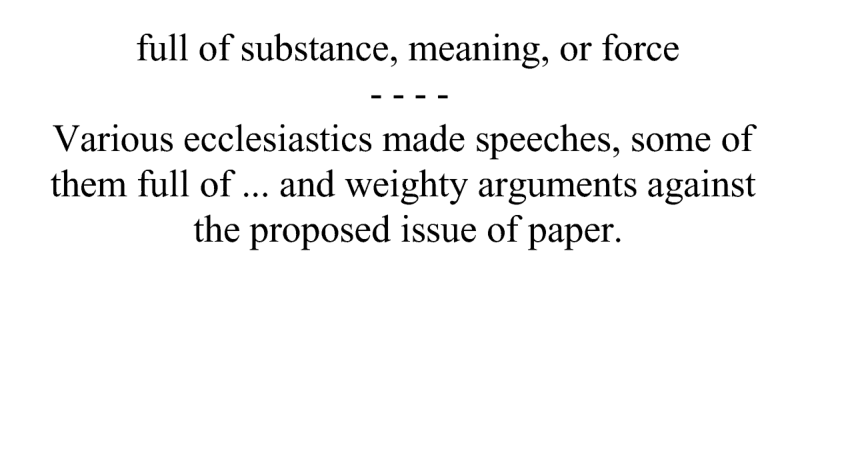 full of substance, meaning, or force
- - - -
Various ecclesiastics made speeches, some of
them full of ... and weighty arguments against
the proposed issue of paper.